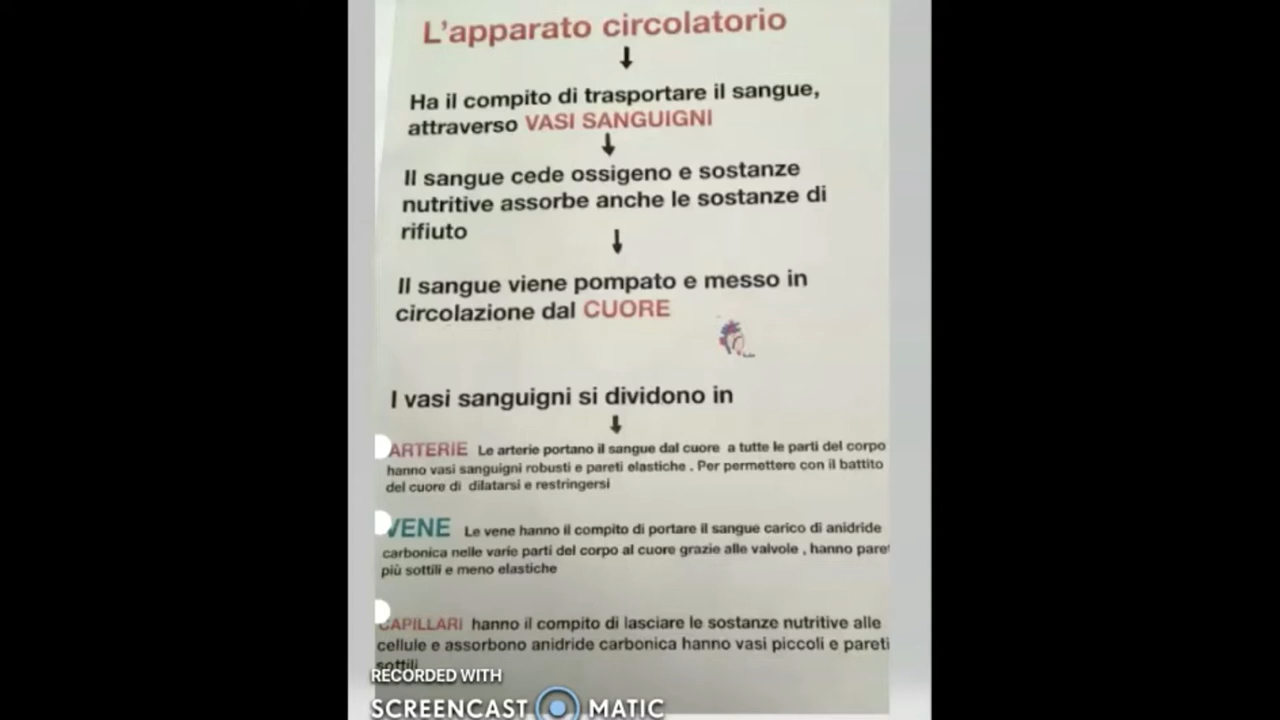 L'apparato circolatorio
Ha il compito di trasportare il sangue,
attraverso VASI SANGUIGNI
Il sangue cede ossigeno e sostanze
nutritive assorbe anche le sostanze di
rifiuto
Il sangue viene pompato e messo in
circolazione dal CUORE
I vasi sanguigni si dividono in
ARTERIE Le arterie portano il sangue dal cuore a tutte le parti del corpo
hanno vasi sanguigni robusti e pareti elastiche . Per permettere con il battito
del cuore di dilatarsi e restringersi
VENE Le vene hanno il compito di portare il sangue carico di anidride
carbonica nelle varie parti del corpo al cuore grazie alle valvole , hanno paret
più sottili e meno elastiche
CAPILLARI hanno il compito di lasciare le sostanze nutritive alle
cellule e assorbono anidride carbonica hanno vasi piccoli e pareti
sottili
RECORDED WITH
SCREENCAST MATIC